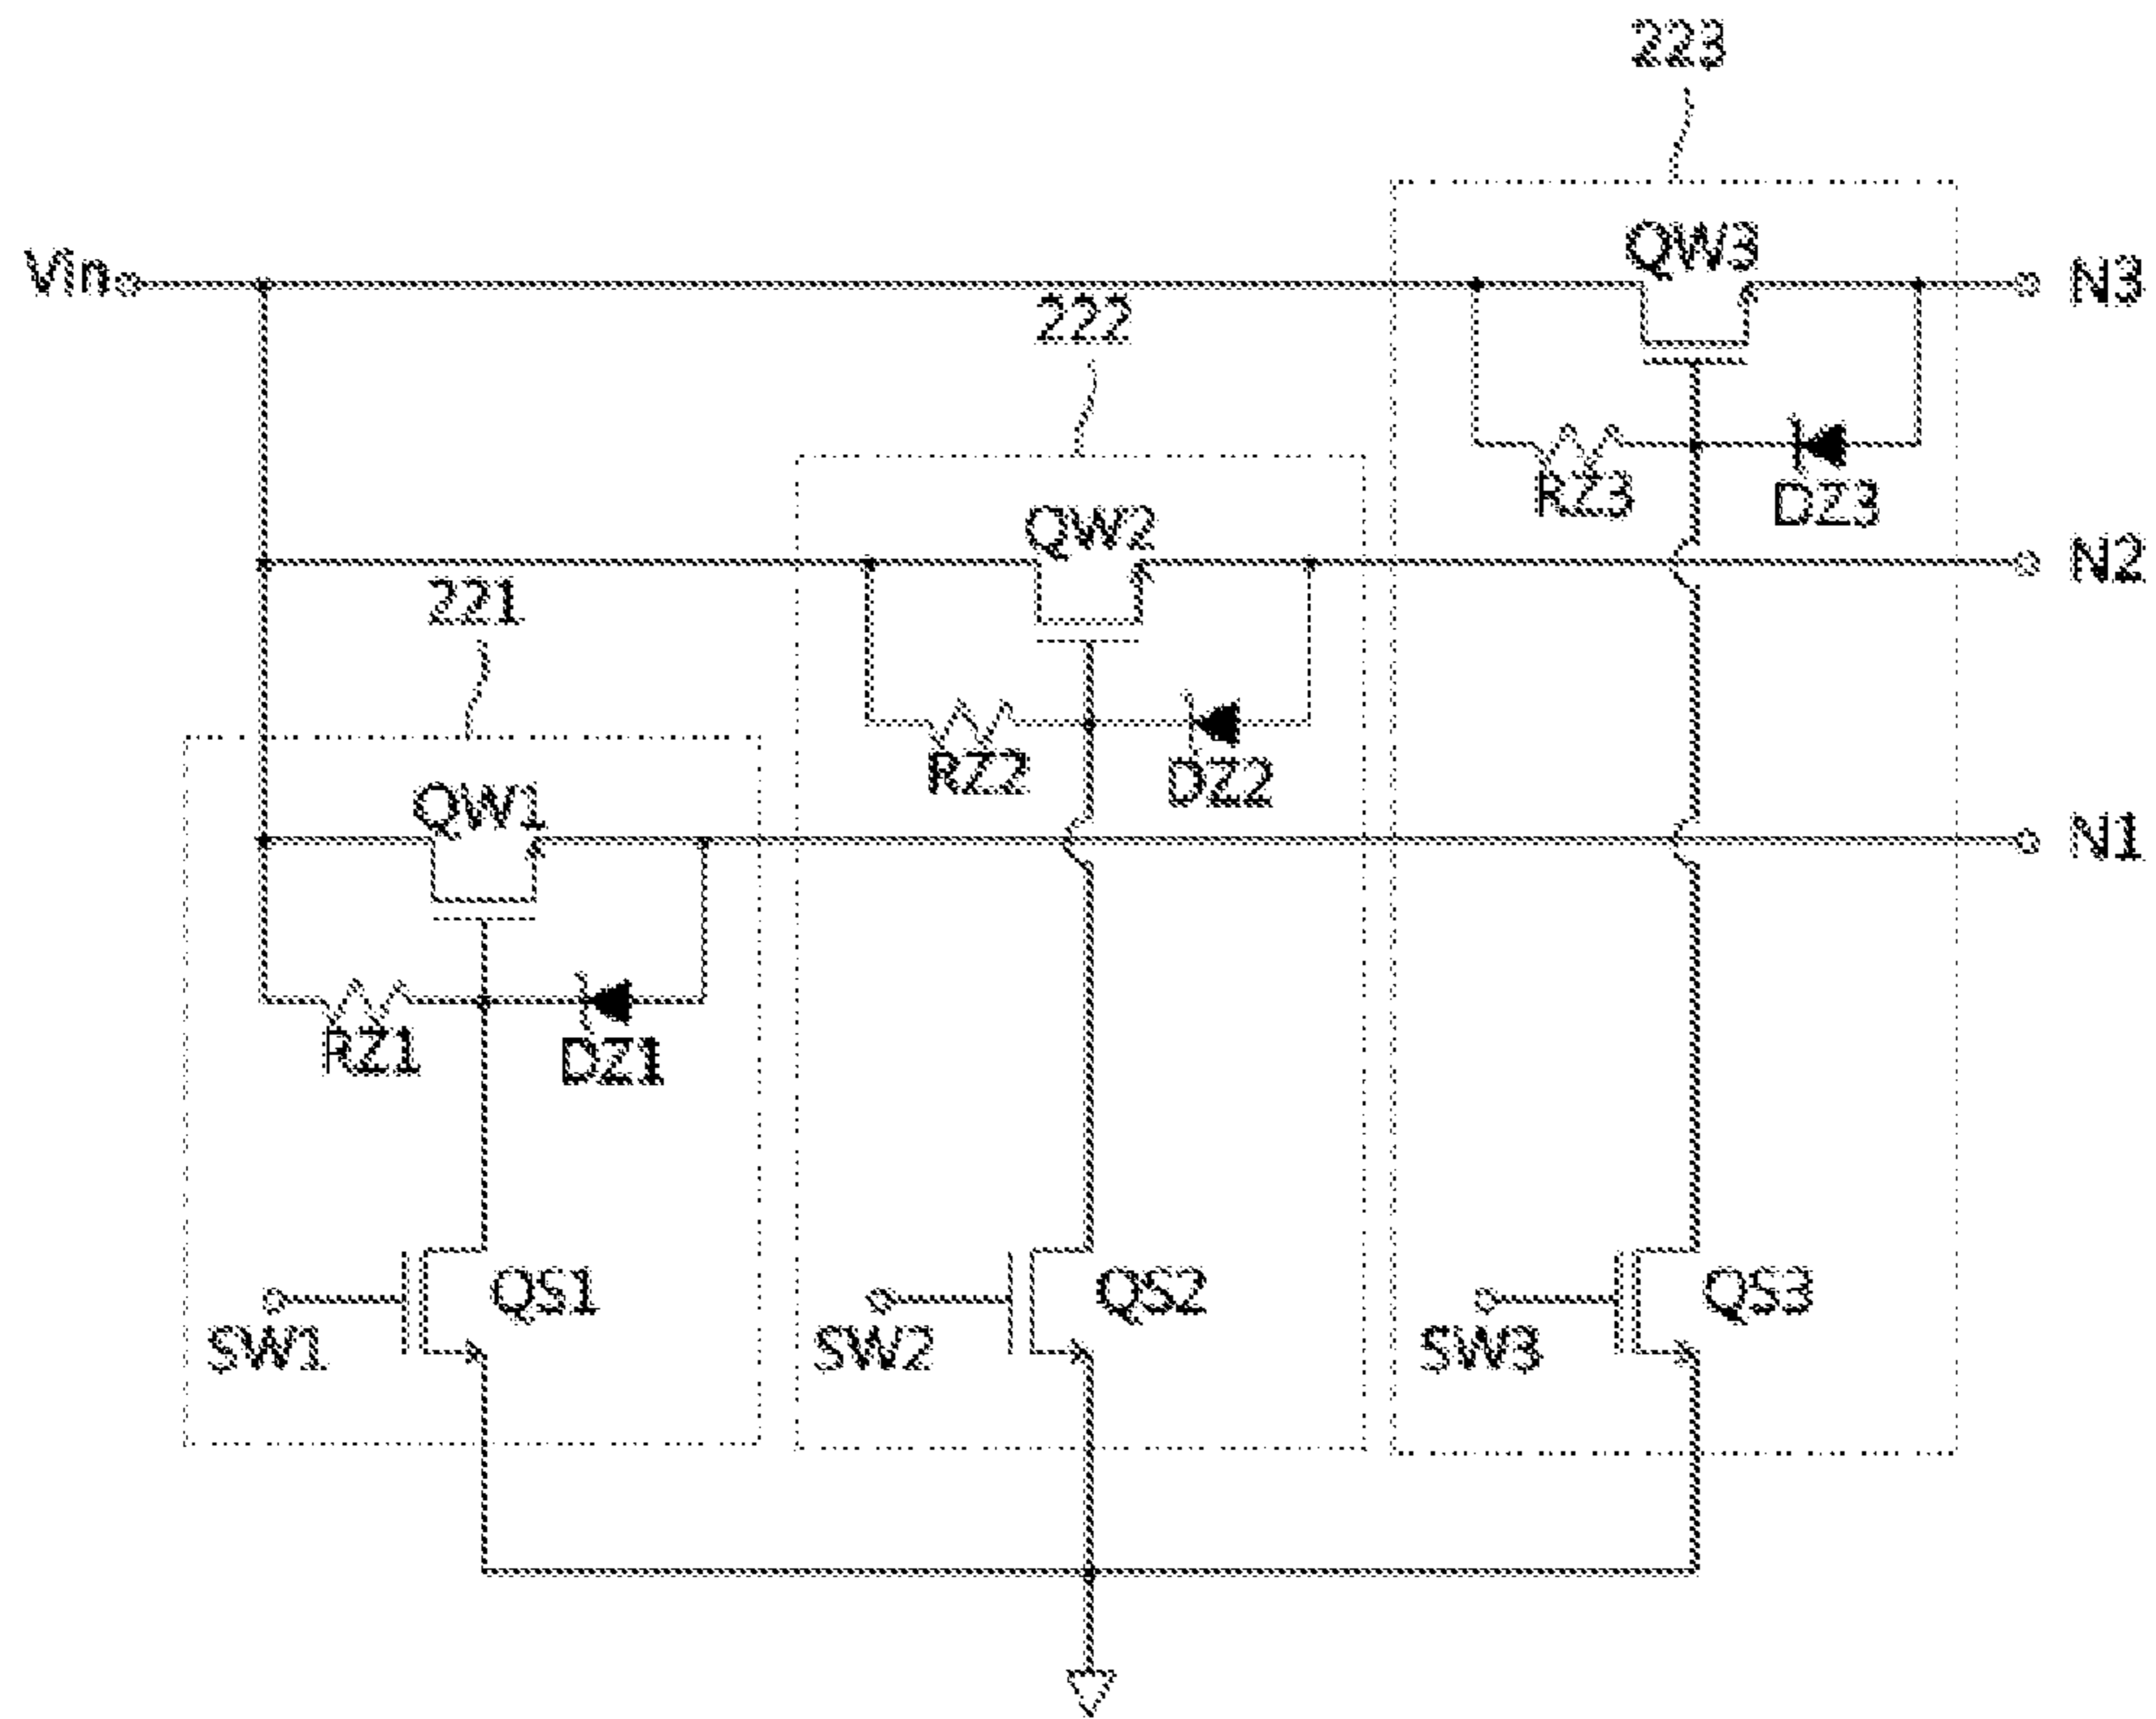 223
QW3
Vin
N3
222
RZ3
DZ3
QW2
N2
221
RZ2
DZ2
QW1
N1
RZ1
DZ1
QS1
QS2
QS3
SW1
SW2
SW3